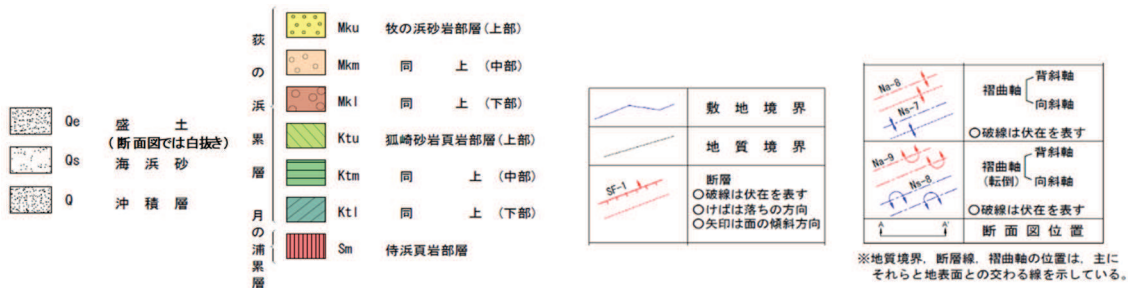 Qe 盛土
(断面図では白抜き)
Qs 海浜砂
Q 沖積層
荻の浜累層
月の浦累層
Mku 牧の浜砂岩部層(上部)
Mkm 同上(中部)
Mkl 同上(下部)
Ktu 狐崎砂岩頁岩部層(上部)
Ktm 同上(中部)
Ktl 同上(下部)
Sm 侍浜頁岩部層
敷地境界
地質境界
SF-1
断層
○破線は伏在を表す
○けばは落ちの方向
○矢印は面の傾斜方向
Na-8
Ns-7
褶曲軸
背斜軸
向斜軸
○破線は伏在を表す
Na-9
Ns-8
褶曲軸
(転倒)
背斜軸
向斜軸
○破線は伏在を表す
A A'
断面図位置
※地質境界、断層線、褶曲軸の位置は、主に
それらと地表面との交わる線を示している。